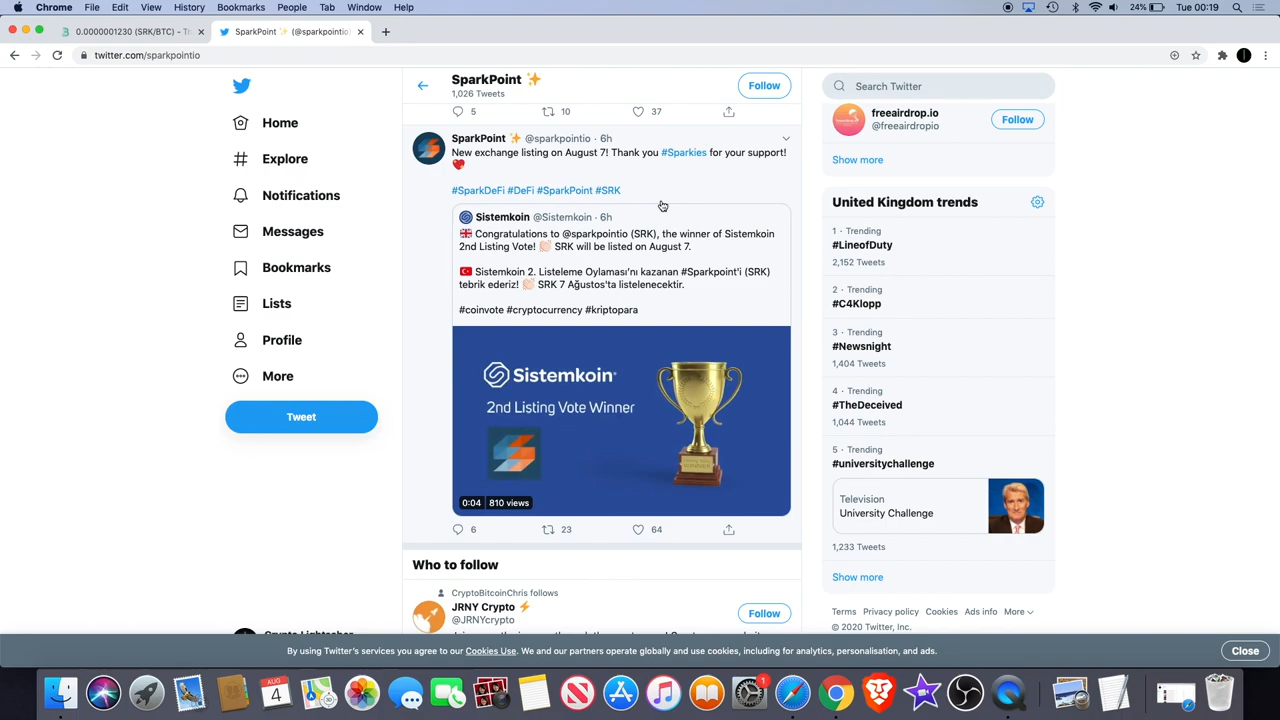 Chrome File Edit View History Bookmarks People Tab Window Help 24% Tue 00:19
0.0000001230 (SRK/BTC) - Tr
SparkPoint ✨ (@sparkpointio)
twitter.com/sparkpointio
SparkPoint ✨
1,026 Tweets
Follow
5 10 37
SparkPoint ✨ @sparkpointio · 6h
New exchange listing on August 7! Thank you #Sparkies for your support!
❤️
#SparkDeFi #DeFi #SparkPoint #SRK
Sistemkoin @Sistemkoin · 6h
🇬🇧 Congratulations to @sparkpointio (SRK), the winner of Sistemkoin
2nd Listing Vote! 👏🏻 SRK will be listed on August 7.
🇹🇷 Sistemkoin 2. Listeleme Oylaması'nı kazanan #Sparkpoint'i (SRK)
tebrik ederiz! 👏🏻 SRK 7 Ağustos'ta listelenecektir.
#coinvote #cryptocurrency #kriptopara
Sistemkoin
2nd Listing Vote Winner
0:04 810 views
6 23 64
Who to follow
CryptoBitcoinChris follows
JRNY Crypto ⚡
@JRNYcrypto
Follow
Home
Explore
Notifications
Messages
Bookmarks
Lists
Profile
More
Tweet
Search Twitter
freeairdrop.io
@freeairdropio
Follow
Show more
United Kingdom trends
1 · Trending
#LineofDuty
2,152 Tweets
2 · Trending
#C4Klopp
3 · Trending
#Newsnight
1,404 Tweets
4 · Trending
#TheDeceived
1,044 Tweets
5 · Trending
#universitychallenge
Television
University Challenge
1,233 Tweets
Show more
Terms Privacy policy Cookies Ads info More
© 2020 Twitter, Inc.
By using Twitter's services you agree to our Cookies Use. We and our partners operate globally and use cookies, including for analytics, personalisation, and ads.
Close
AUG
4
1